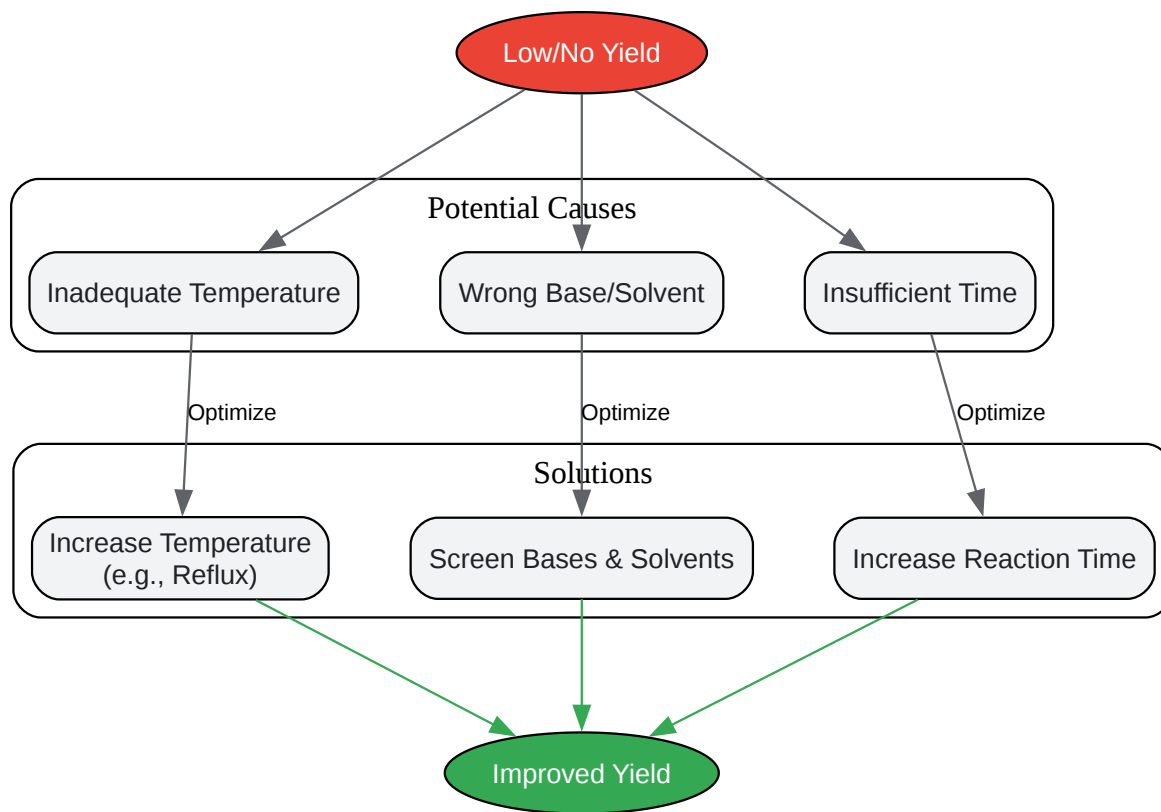 Low/No Yield
Potential Causes
Inadequate Temperature
Wrong Base/Solvent
Insufficient Time
Optimize
Optimize
Optimize
Solutions
Increase Temperature
(e.g., Reflux)
Screen Bases & Solvents
Increase Reaction Time
Improved Yield